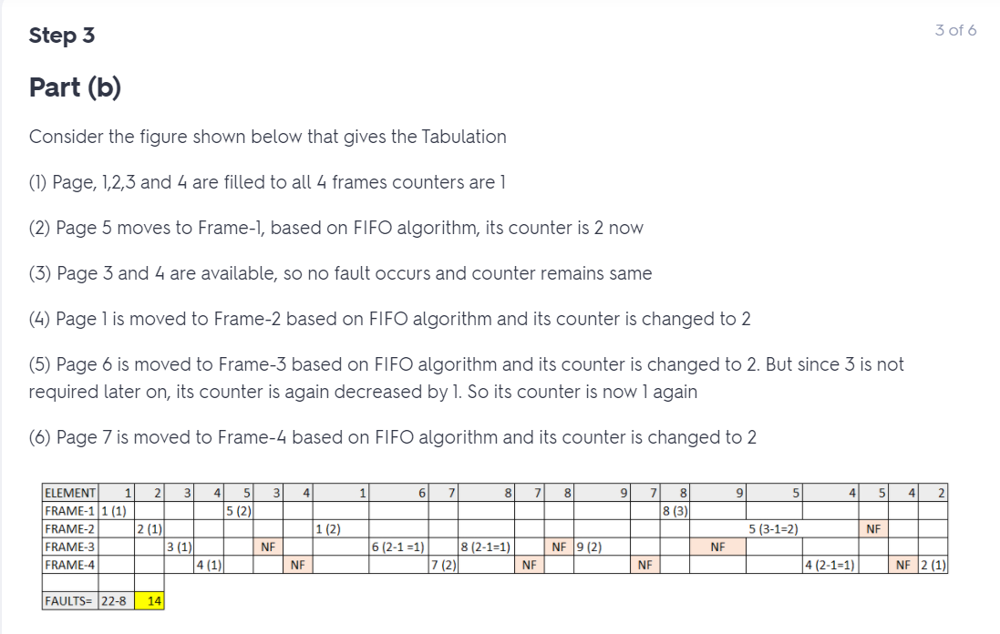 Step 3
3 of 6
Part (b)
Consider the figure shown below that gives the Tabulation
(1) Page, 1,2,3 and 4 are filled to all 4 frames counters are 1
(2) Page 5 moves to Frame-1, based on FIFO algorithm, its counter is 2 now
(3) Page 3 and 4 are available, so no fault occurs and counter remains same
(4) Page 1 is moved to Frame-2 based on FIFO algorithm and its counter is changed to 2
(5) Page 6 is moved to Frame-3 based on FIFO algorithm and its counter is changed to 2. But since 3 is not
required later on, its counter is again decreased by 1. So its counter is now 1 again
(6) Page 7 is moved to Frame-4 based on FIFO algorithm and its counter is changed to 2
ELEMENT 1 2 3 4 5 3 4 1 6 7 8 7 8 9 7 8 9 5 4 5 4 2
FRAME-1 1 (1) 5 (2) 8 (3)
FRAME-2 2 (1) 1 (2) 5 (3-1=2) NF
FRAME-3 3 (1) NF 6 (2-1 =1) 8 (2-1=1) NF 9 (2) NF
FRAME-4 4 (1) NF 7 (2) NF NF 4 (2-1=1) NF 2 (1)
FAULTS= 22-8 14